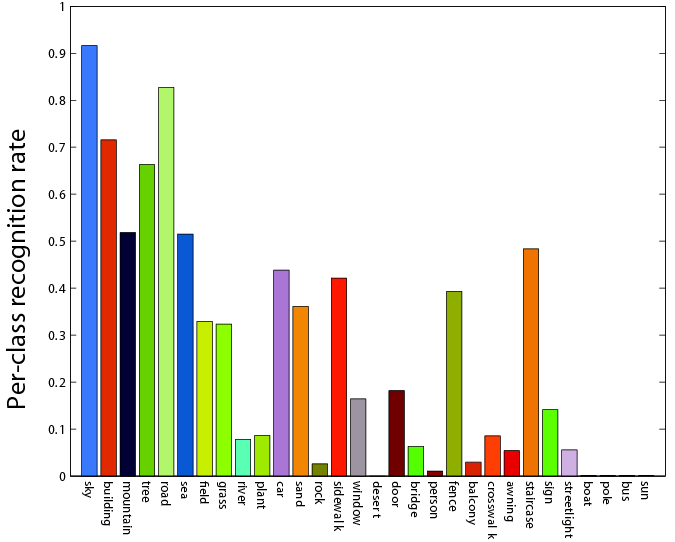 Per-class recognition rate
1
0.9
0.8
0.7
0.6
0.5
0.4
0.3
0.2
0.1
0
sky
building
mountain
tree
road
sea
field
grass
river
plant
car
sand
rock
sidewalk
window
desert
door
bridge
person
fence
balcony
crosswalk
awning
staircase
sign
streetlight
boat
pole
bus
sun